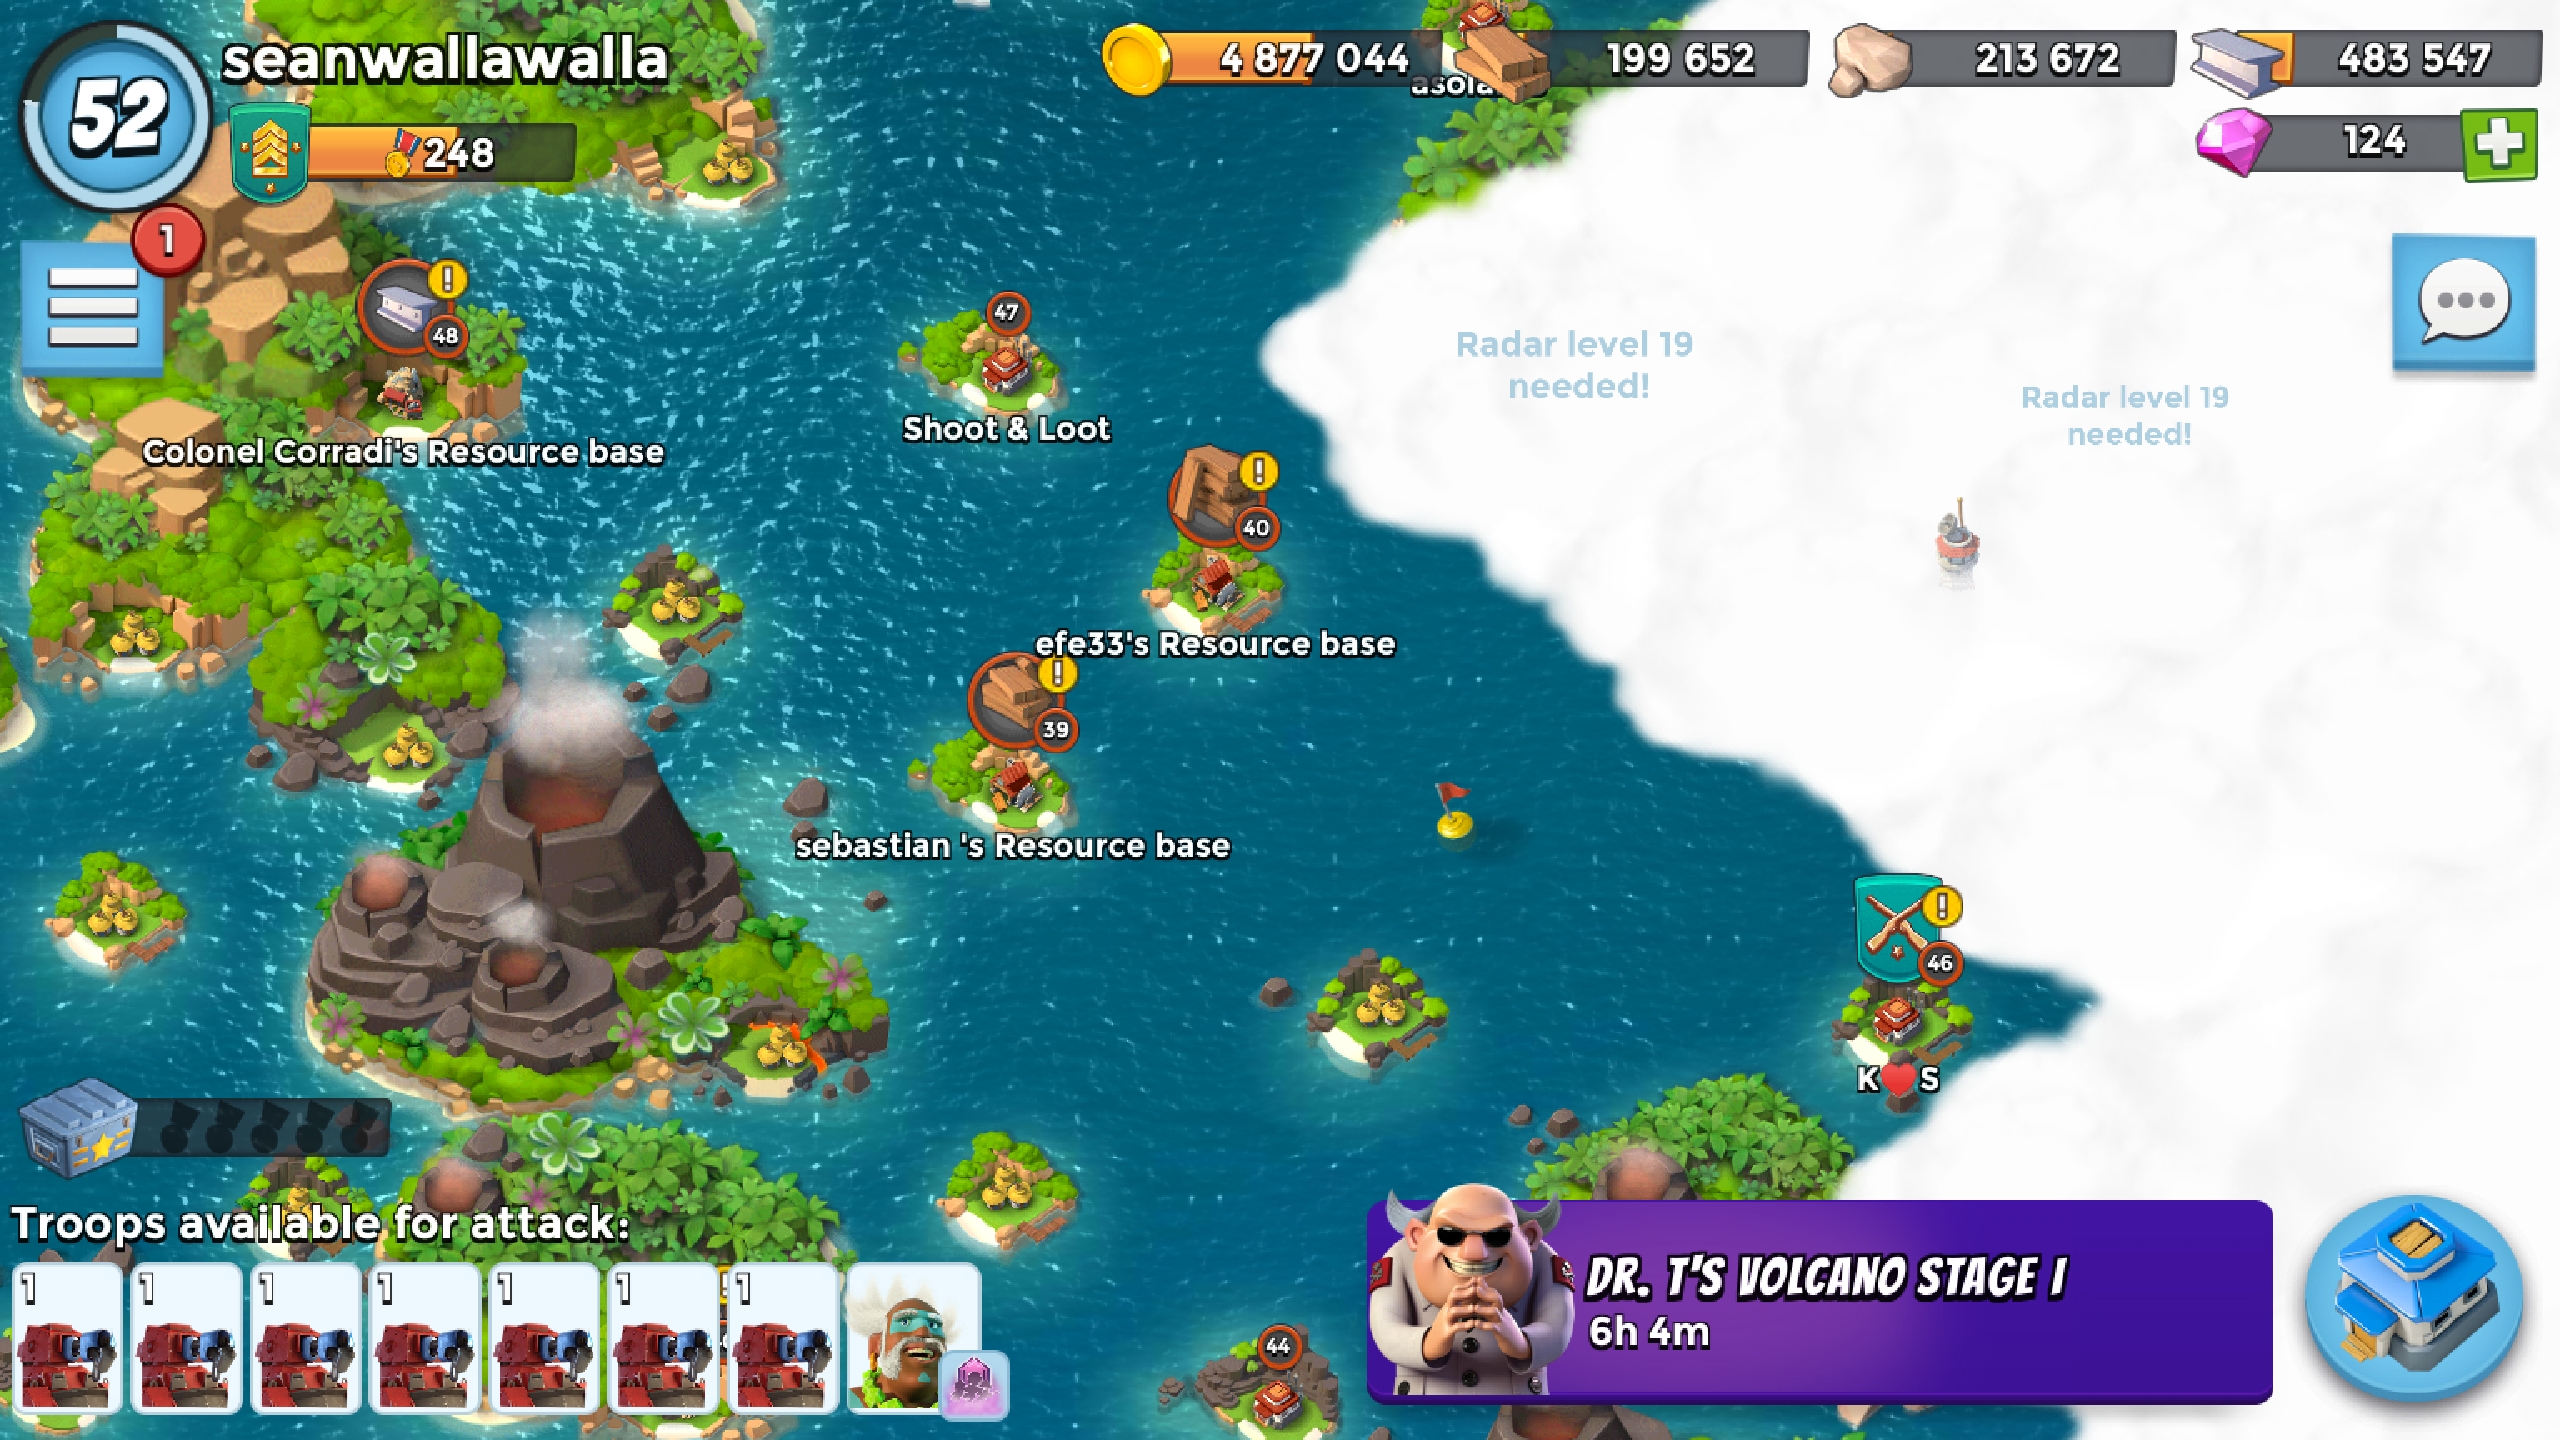 52
seanwallawalla
4 877 044
199 652
213 672
483 547
248
124
1
48
47
Radar level 19
needed!
Radar level 19
needed!
Colonel Corradi's Resource base
Shoot & Loot
40
efe33's Resource base
39
sebastian 's Resource base
46
K❤️S
Troops available for attack:
1
1
1
1
1
1
1
DR. T'S VOLCANO STAGE I
6h 4m
44